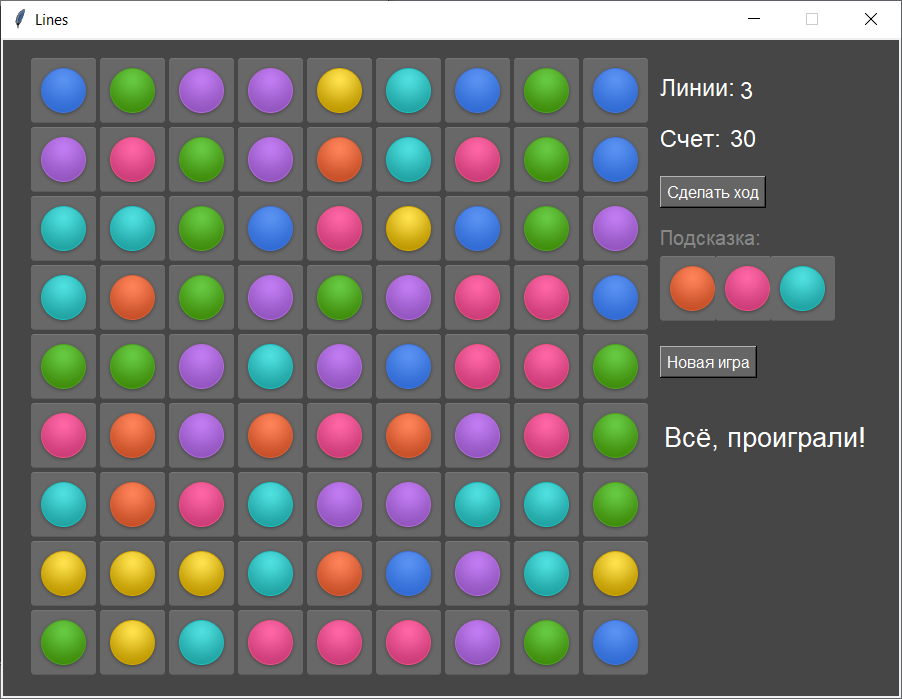 Lines
Линии: 3
Счет: 30
Сделать ход
Подсказка:
Новая игра
Всё, проиграли!